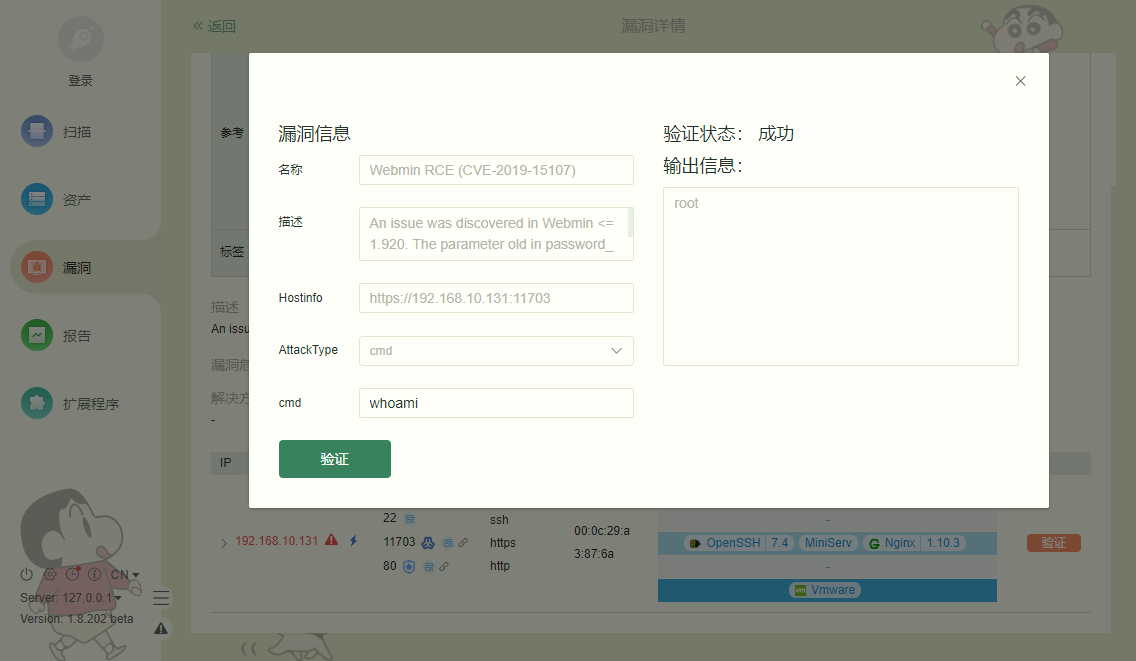 « 返回
漏洞详情
登录
扫描
资产
漏洞
报告
扩展程序
CN
Server: 127.0.0.1
Version: 1.8.202 beta
参考
标签
描述
An issu
漏洞危
解决方
-
IP
漏洞信息
名称
Webmin RCE (CVE-2019-15107)
描述
An issue was discovered in Webmin <=
1.920. The parameter old in password_
Hostinfo
https://192.168.10.131:11703
AttackType
cmd
cmd
whoami
验证
验证状态： 成功
输出信息：
root
192.168.10.131
22
ssh
11703
https
80
http
00:0c:29:a
3:87:6a
-
OpenSSH 7.4 MiniServ Nginx 1.10.3
-
Vmware
验证